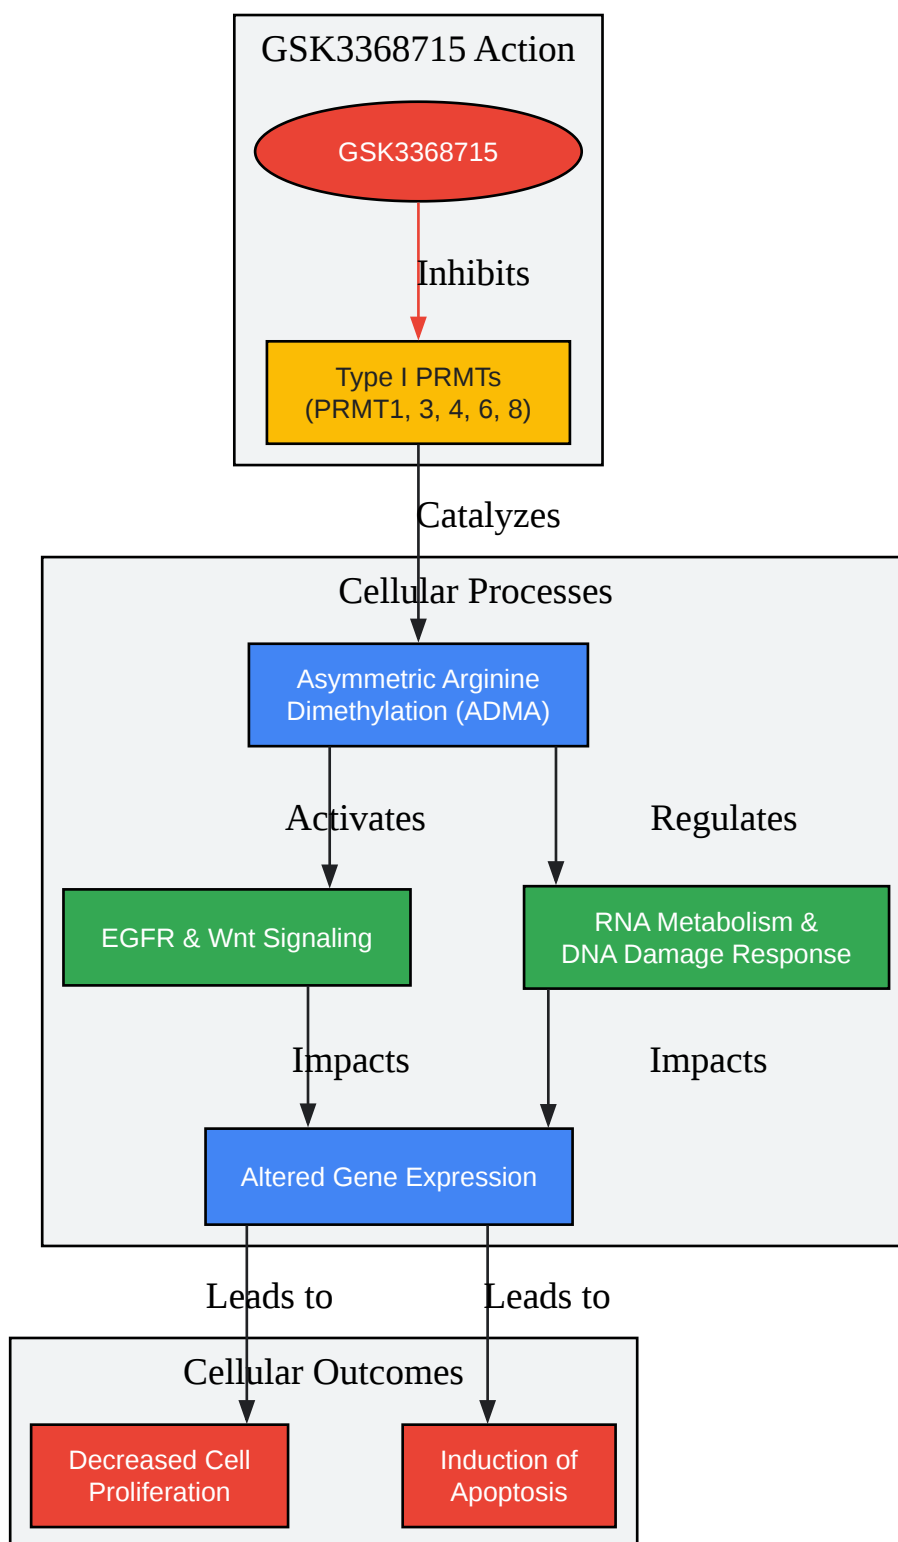 GSK3368715 Action
GSK3368715
Inhibits
Type I PRMTs
(PRMT1, 3, 4, 6, 8)
Catalyzes
Cellular Processes
Asymmetric Arginine
Dimethylation (ADMA)
Activates
Regulates
EGFR & Wnt Signaling
RNA Metabolism &
DNA Damage Response
Impacts
Impacts
Altered Gene Expression
Leads to
Leads to
Cellular Outcomes
Decreased Cell
Proliferation
Induction of
Apoptosis